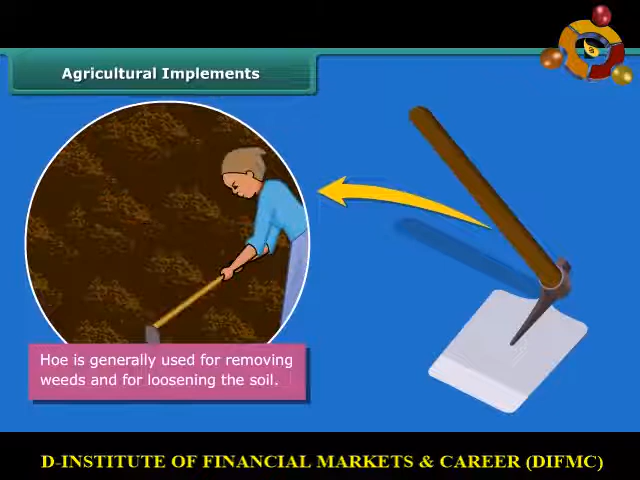 Agricultural Implements
Hoe is generally used for removing
weeds and for loosening the soil.
D-INSTITUTE OF FINANCIAL MARKETS & CAREER (DIFMC)